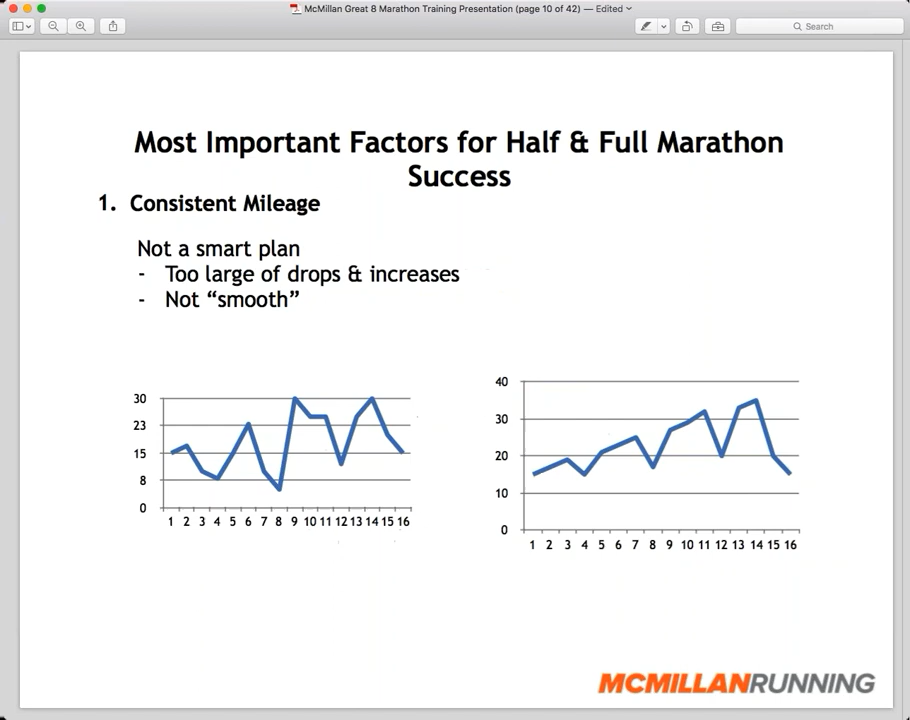 McMillan Great 8 Marathon Training Presentation (page 10 of 42) — Edited
Search
Most Important Factors for Half & Full Marathon
Success
1. Consistent Mileage
Not a smart plan
- Too large of drops & increases
- Not “smooth”
30
23
15
8
0
1 2 3 4 5 6 7 8 9 10 11 12 13 14 15 16
40
30
20
10
0
1 2 3 4 5 6 7 8 9 10 11 12 13 14 15 16
MCMILLANRUNNING